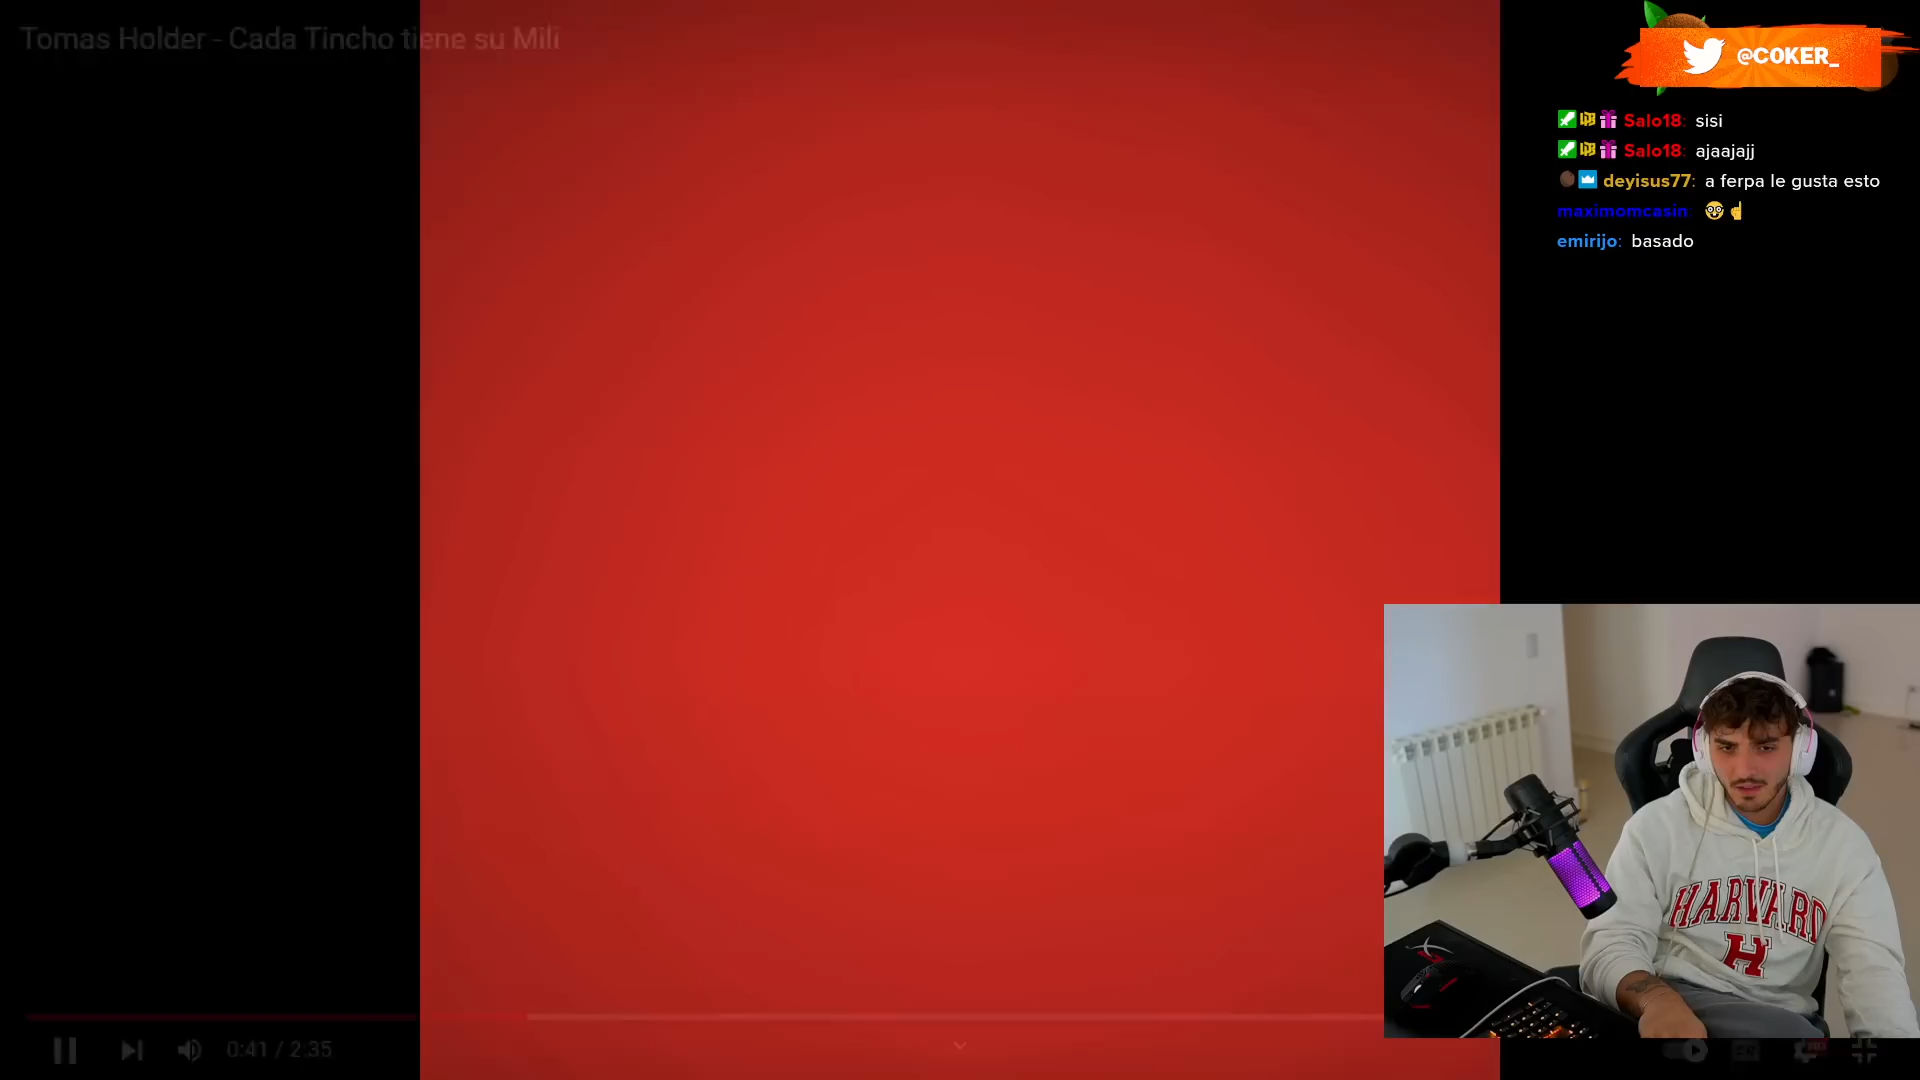 Tomas Holder - Cada Tincho tiene su Mili
@C0KER_
Salo18: sisi
Salo18: ajaajajj
deyisus77: a ferpa le gusta esto
maximomcasin:
emirijo: basado
HARVARD
H
0:41 / 2:35